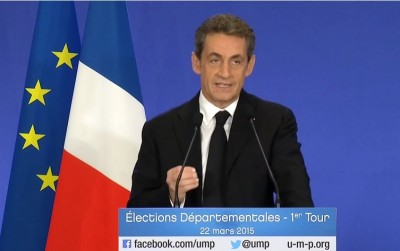 Élections Départementales - 1er Tour
22 mars 2015
facebook.com/ump @ump u-m-p.org